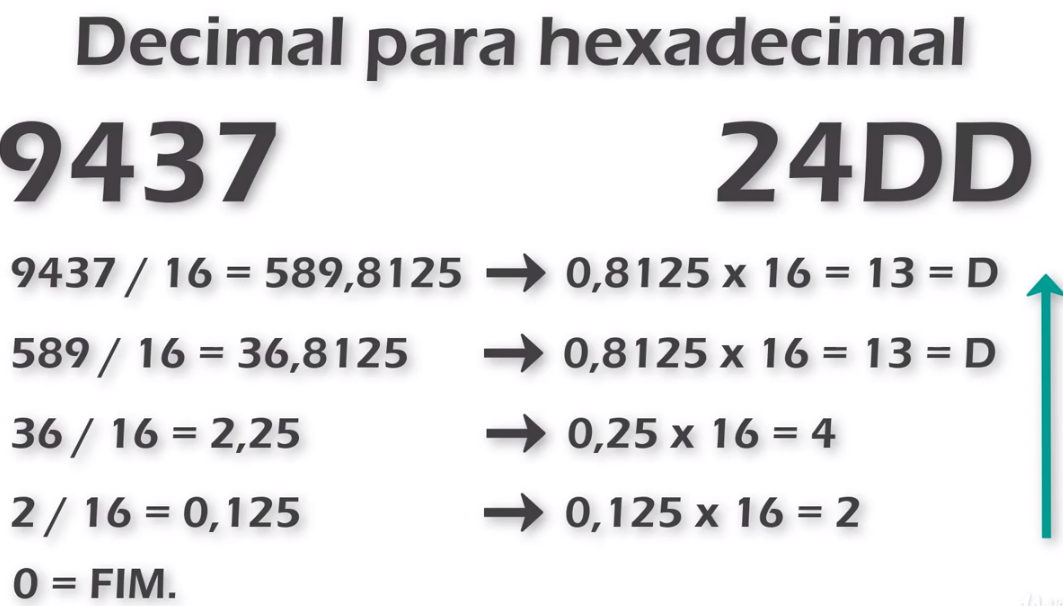 Decimal para hexadecimal
9437 24DD
9437 / 16 = 589,8125 → 0,8125 x 16 = 13 = D
589 / 16 = 36,8125 → 0,8125 x 16 = 13 = D
36 / 16 = 2,25 → 0,25 x 16 = 4
2 / 16 = 0,125 → 0,125 x 16 = 2
0 = FIM.